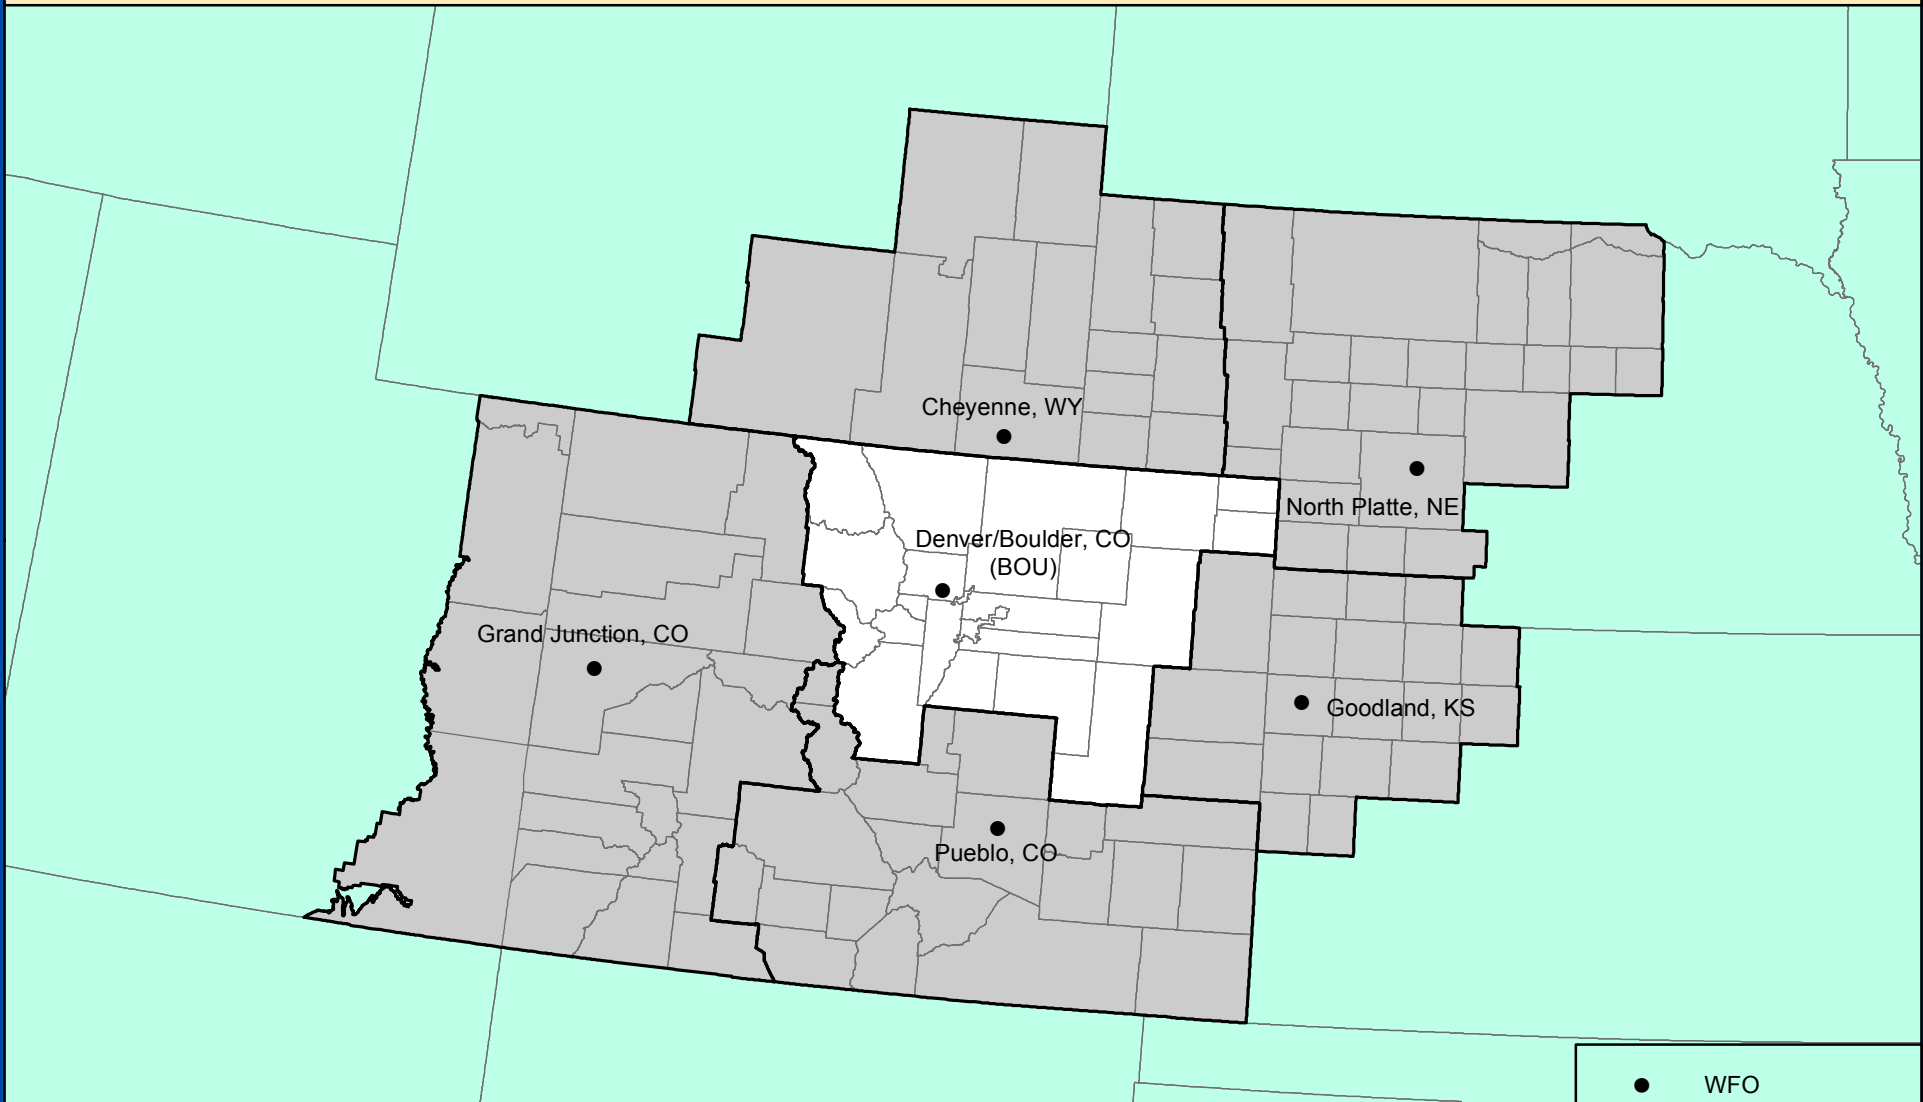 Cheyenne, WY
North Platte, NE
Denver/Boulder, CO
(BOU)
Grand Junction, CO
Goodland, KS
Pueblo, CO
WFO